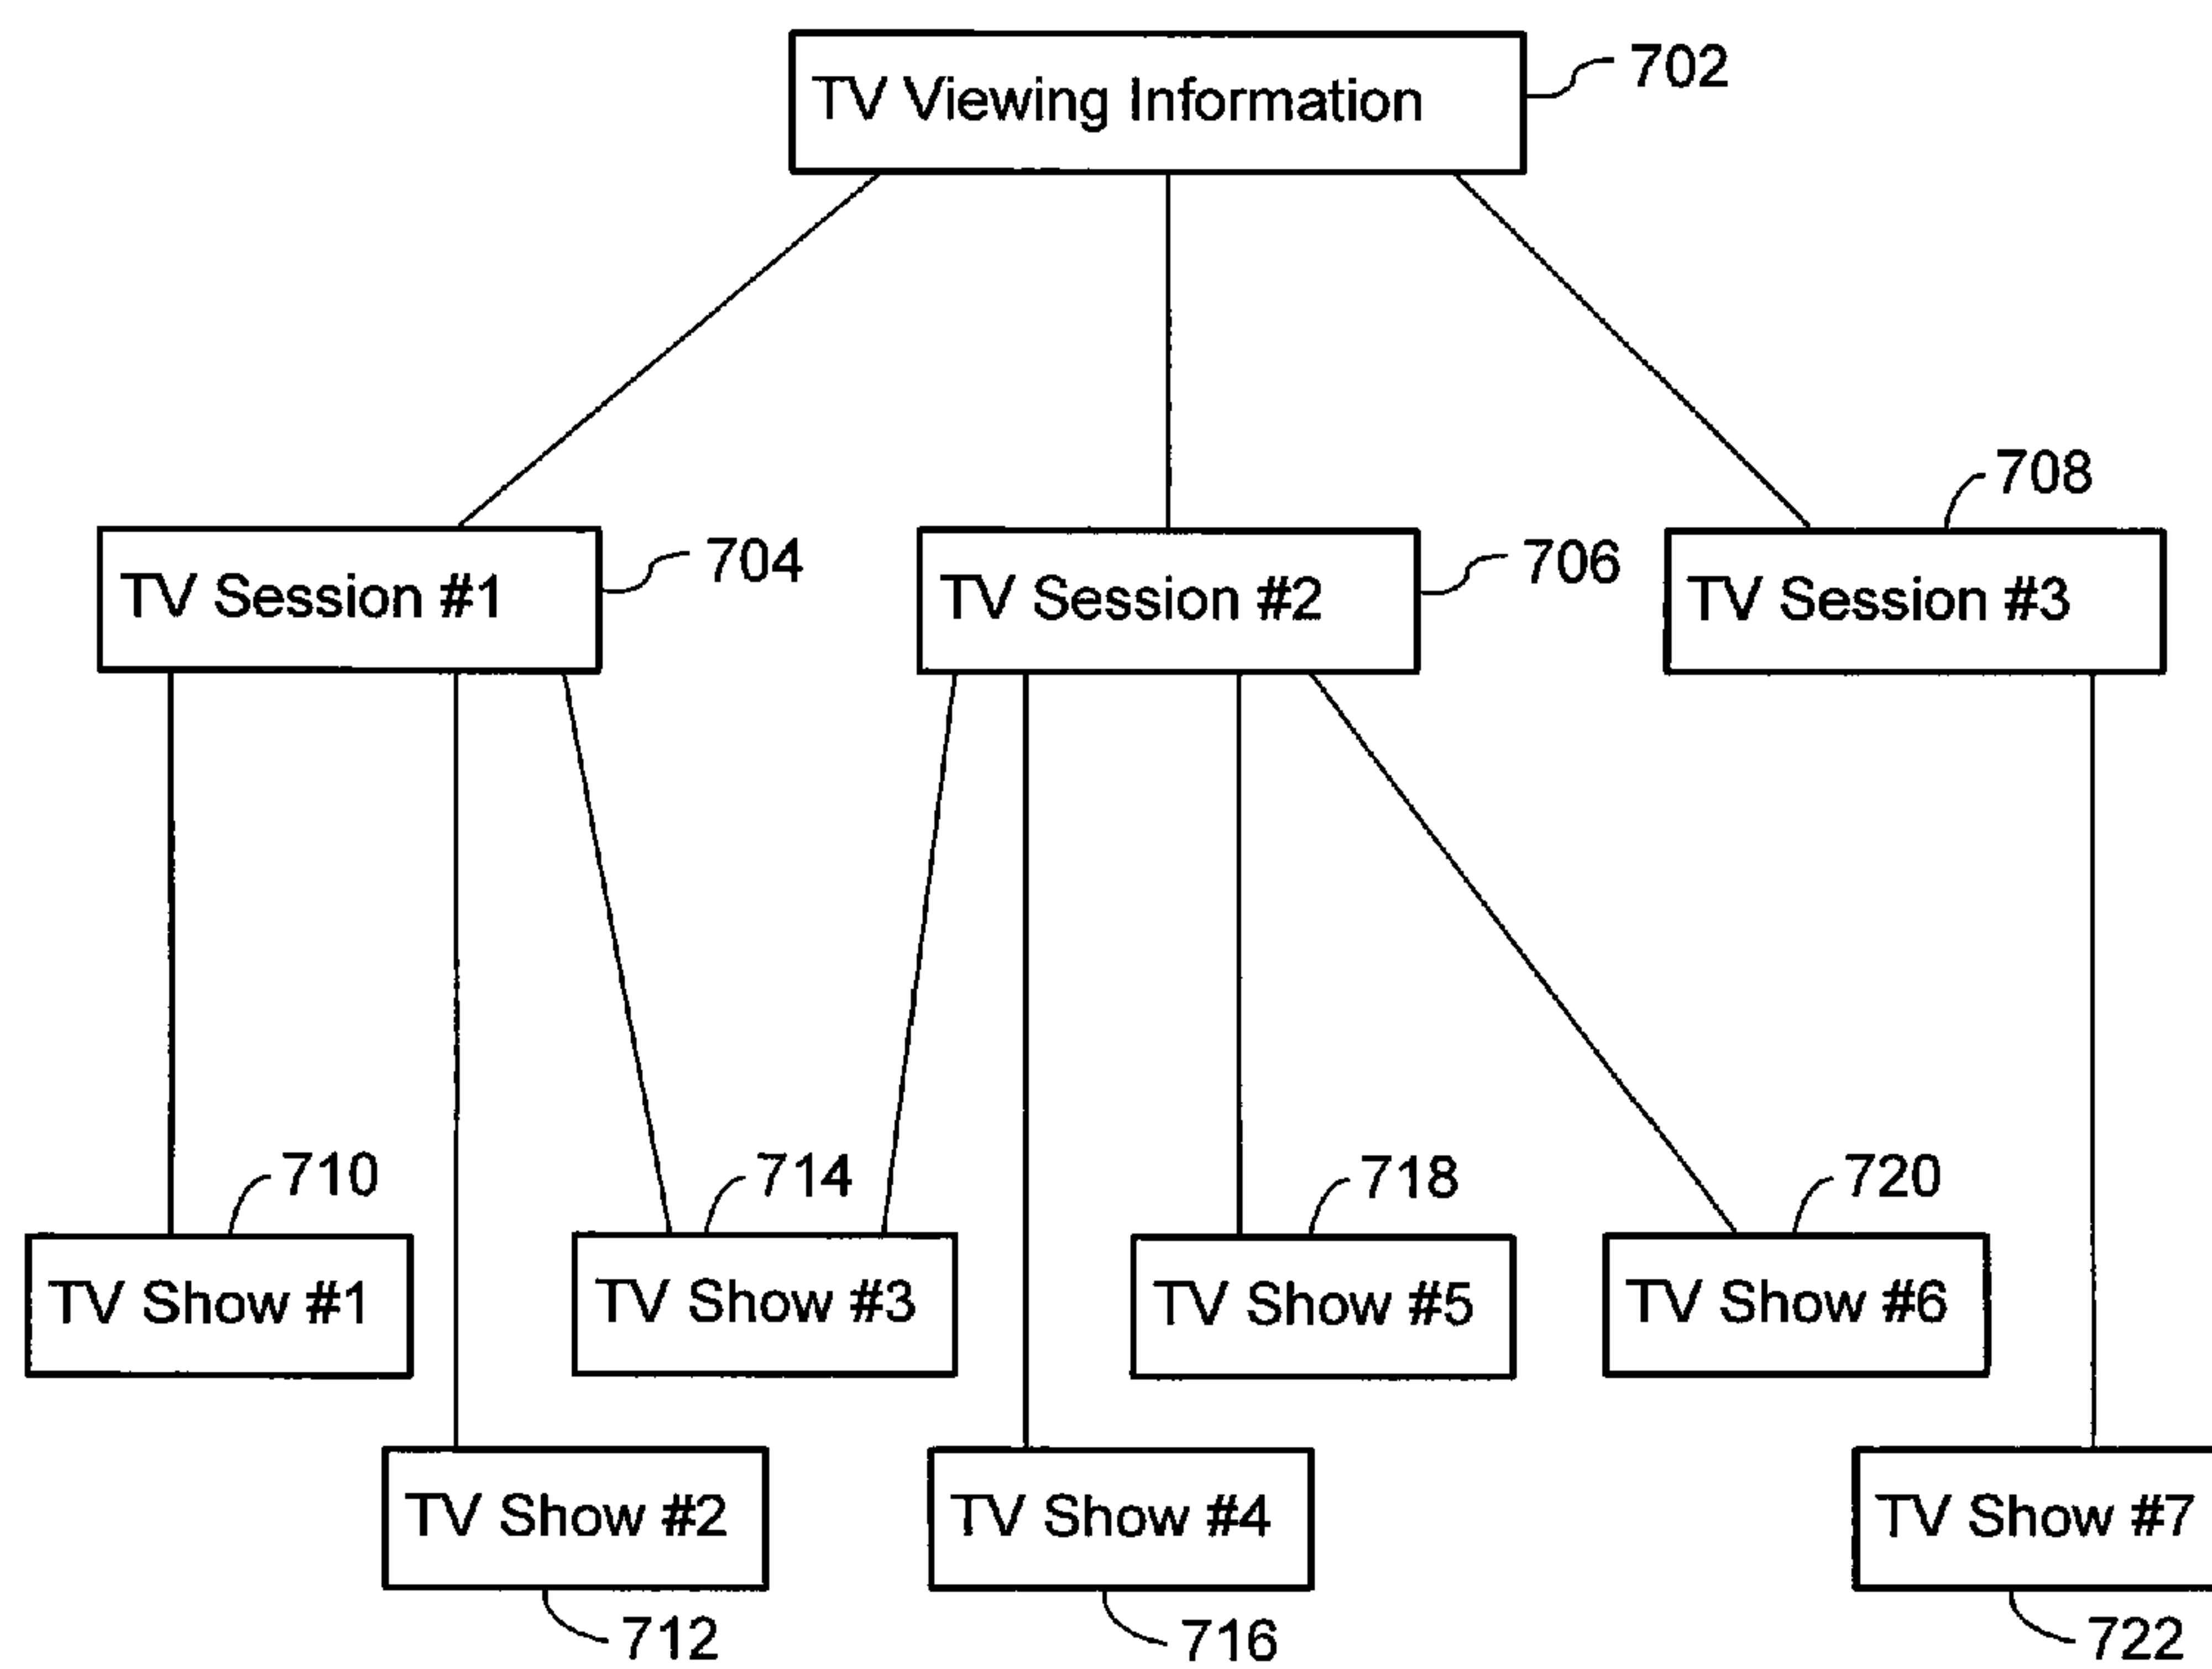 TV Viewing Information
702
708
TV Session #1
704
TV Session #2
706
TV Session #3
710
714
718
720
TV Show #1
TV Show #3
TV Show #5
TV Show #6
TV Show #2
TV Show #4
TV Show #7
712
716
722